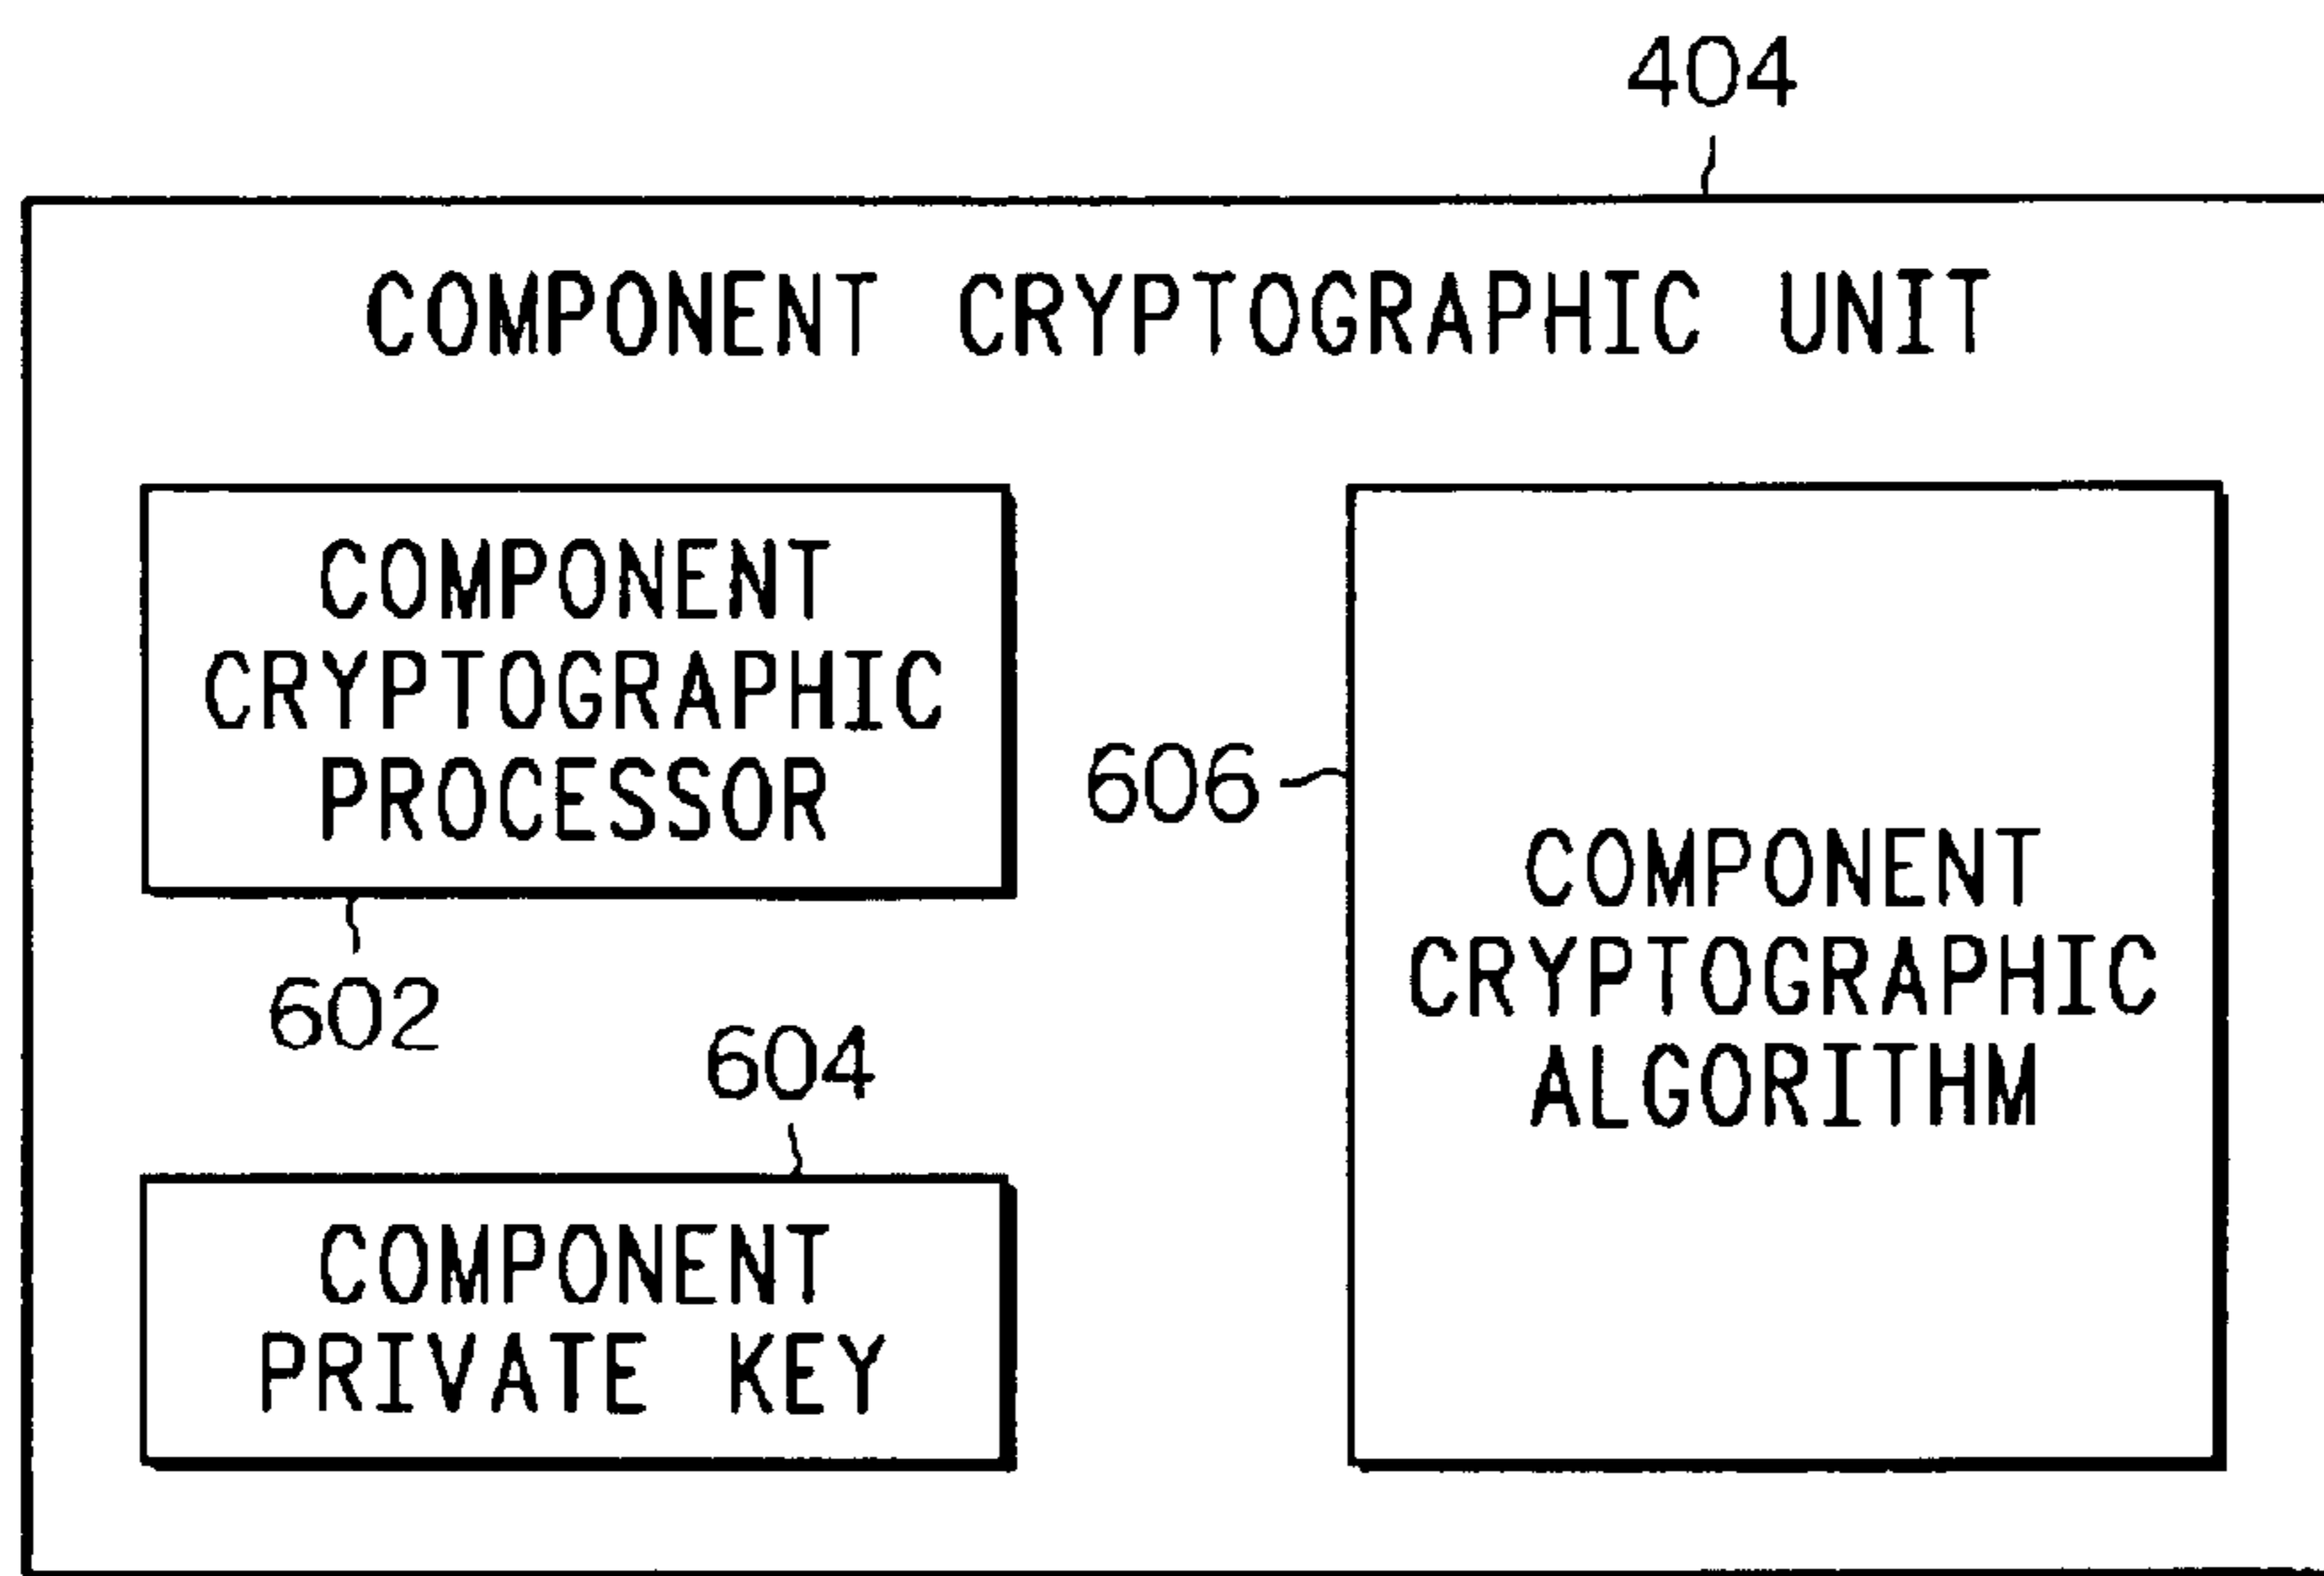 404
COMPONENT CRYPTOGRAPHIC UNIT
COMPONENT
CRYPTOGRAPHIC
PROCESSOR
602
604
COMPONENT
PRIVATE KEY
606
COMPONENT
CRYPTOGRAPHIC
ALGORITHM